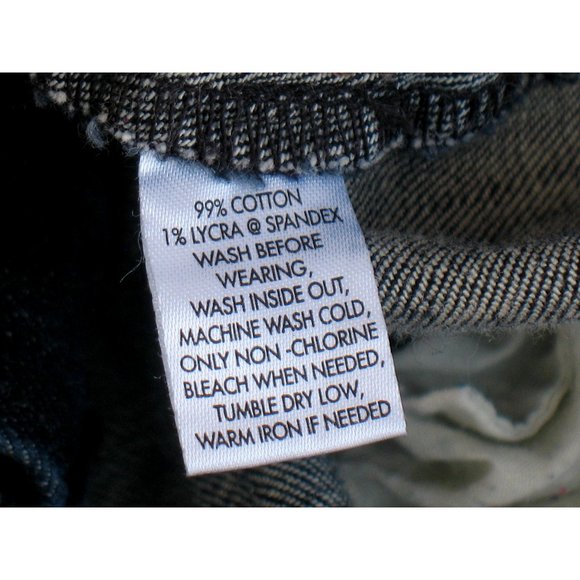 99% COTTON
1% LYCRA @ SPANDEX
WASH BEFORE
WEARING,
WASH INSIDE OUT,
MACHINE WASH COLD,
ONLY NON -CHLORINE
BLEACH WHEN NEEDED,
TUMBLE DRY LOW,
WARM IRON IF NEEDED